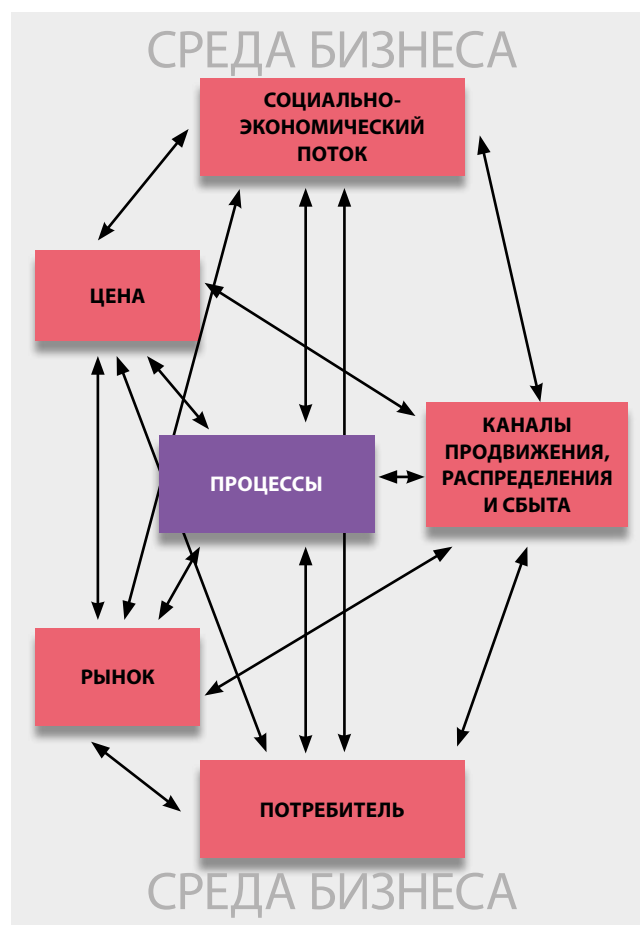 СРЕДА БИЗНЕСА
СОЦИАЛЬНО-
ЭКОНОМИЧЕСКИЙ
ПОТОК
ЦЕНА
КАНАЛЫ
ПРОДВИЖЕНИЯ,
РАСПРЕДЕЛЕНИЯ
И СБЫТА
ПРОЦЕССЫ
РЫНОК
ПОТРЕБИТЕЛЬ
СРЕДА БИЗНЕСА